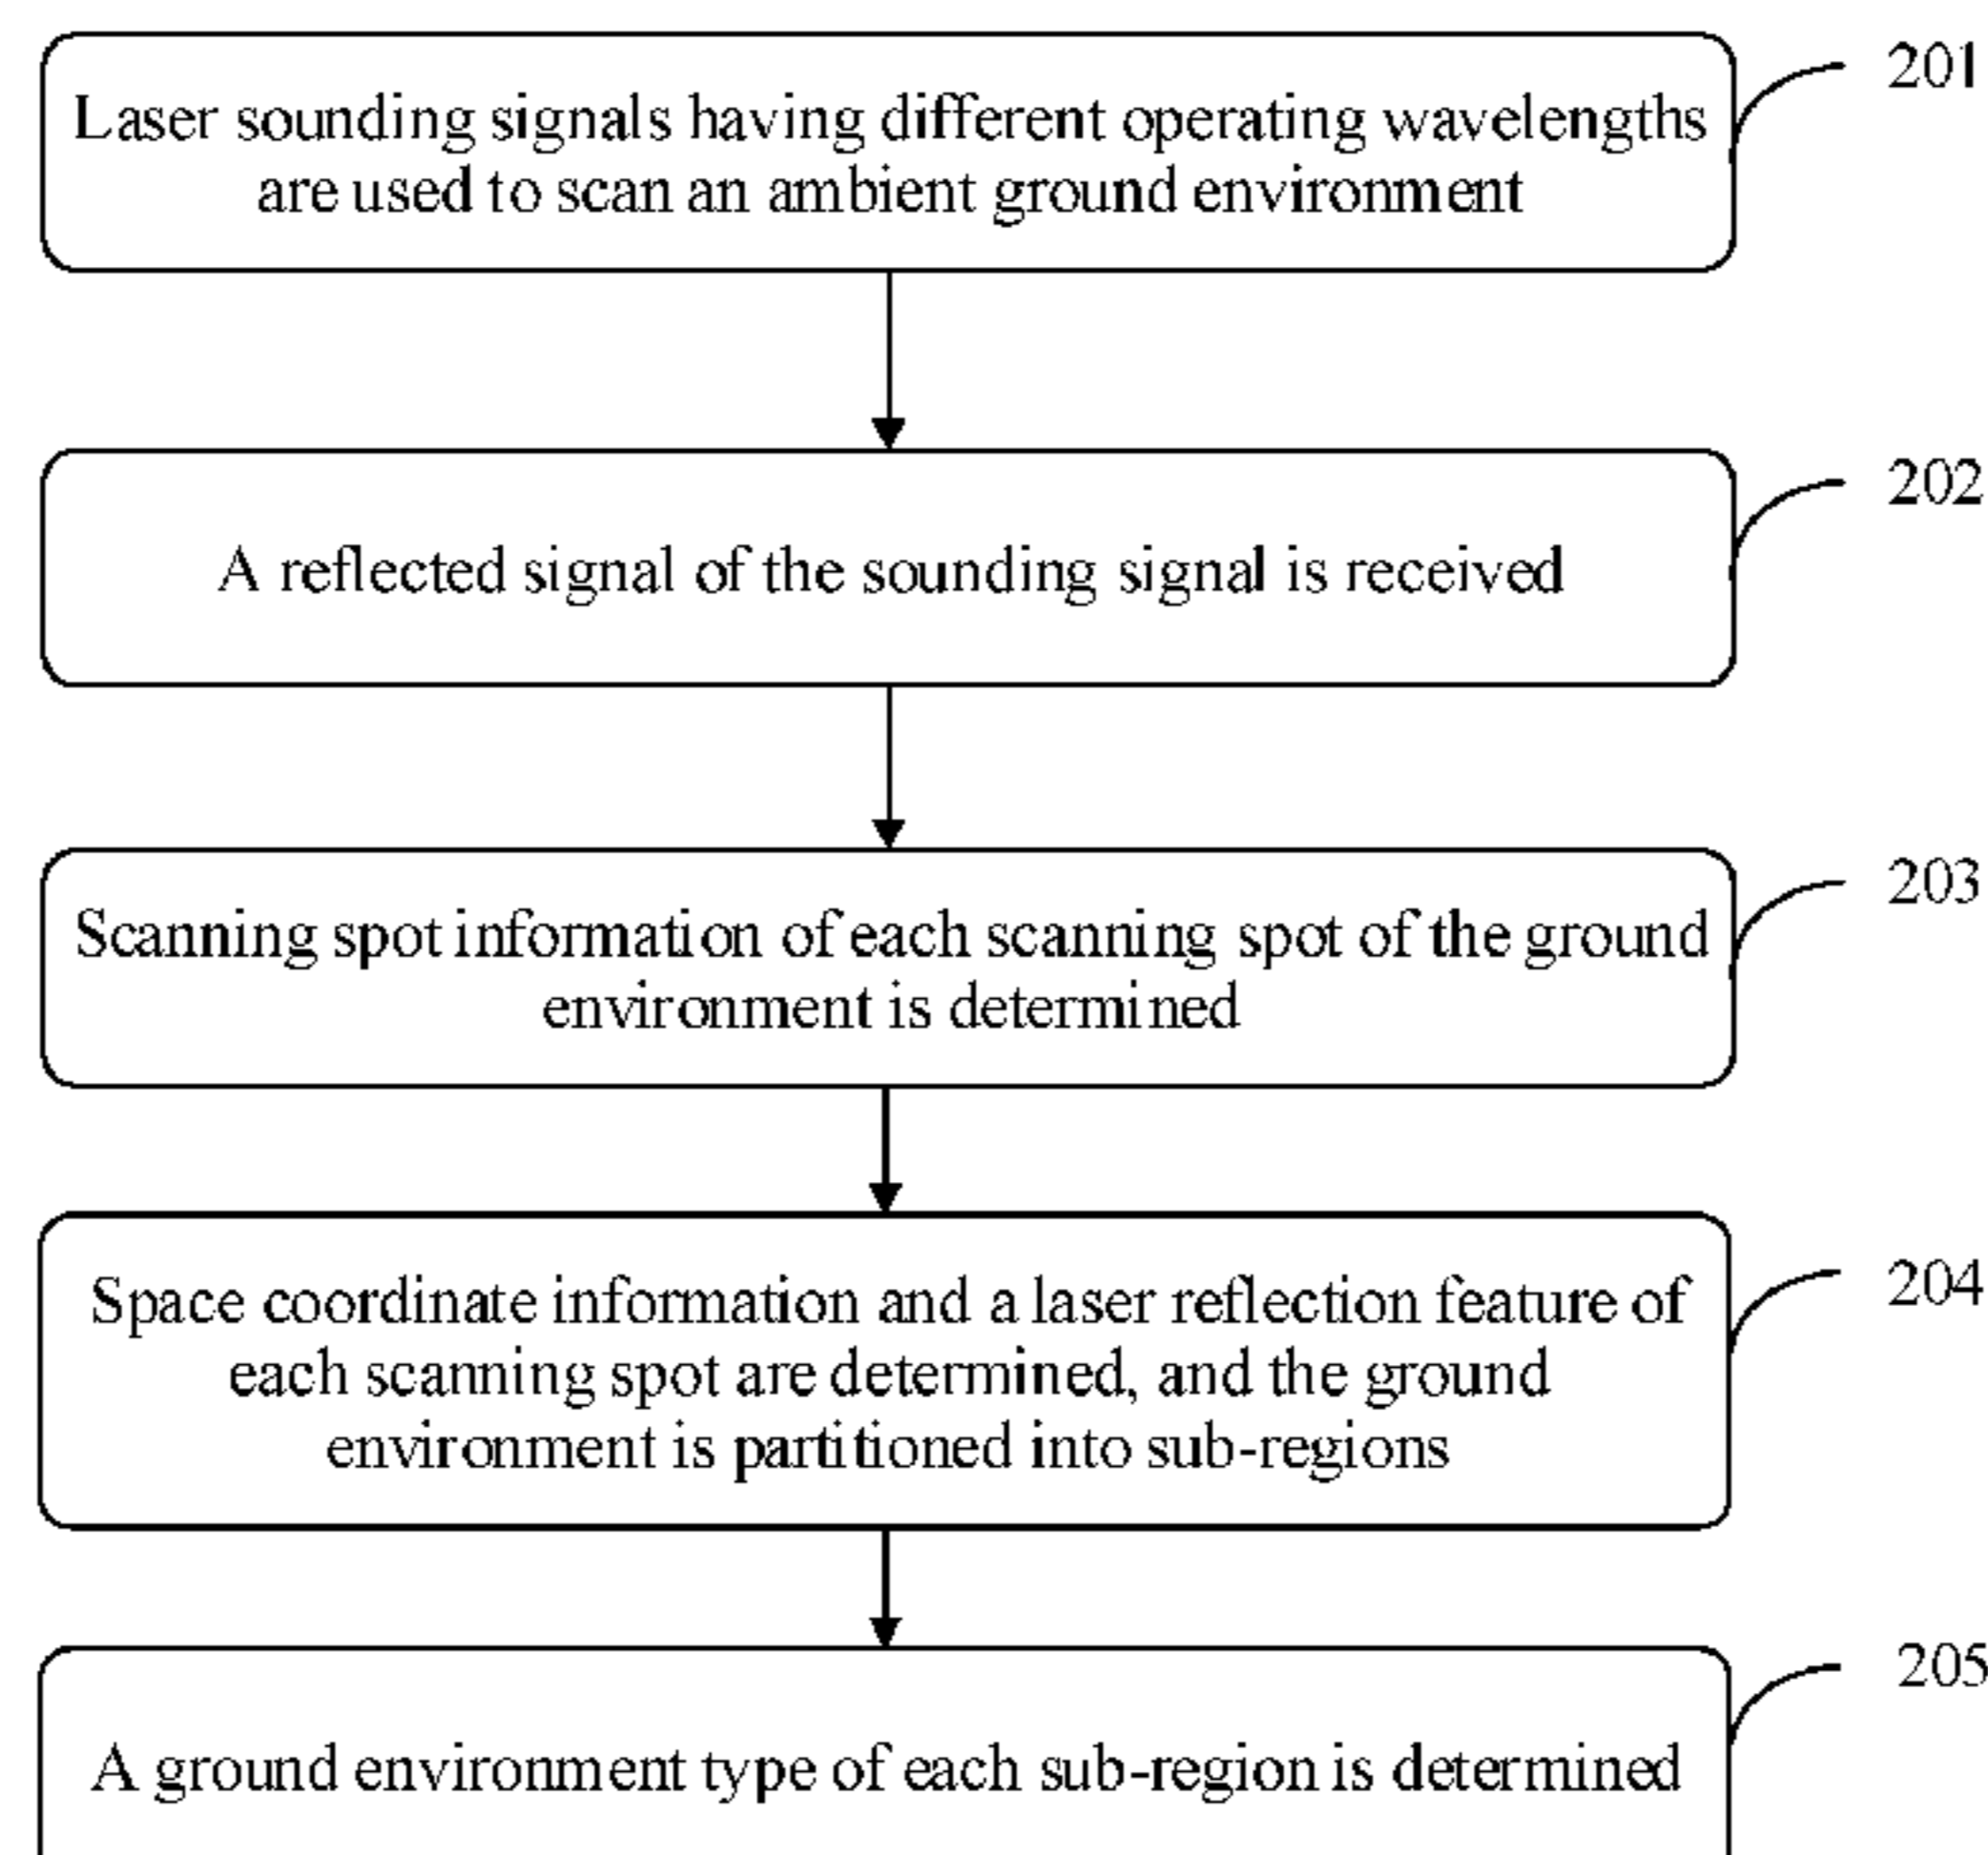 Laser sounding signals having different operating wavelengths
are used to scan an ambient ground environment
201
A reflected signal of the sounding signal is received
202
Scanning spot information of each scanning spot of the ground
environment is determined
203
Space coordinate information and a laser reflection feature of
each scanning spot are determined, and the ground
environment is partitioned into sub-regions
204
A ground environment type of each sub-region is determined
205